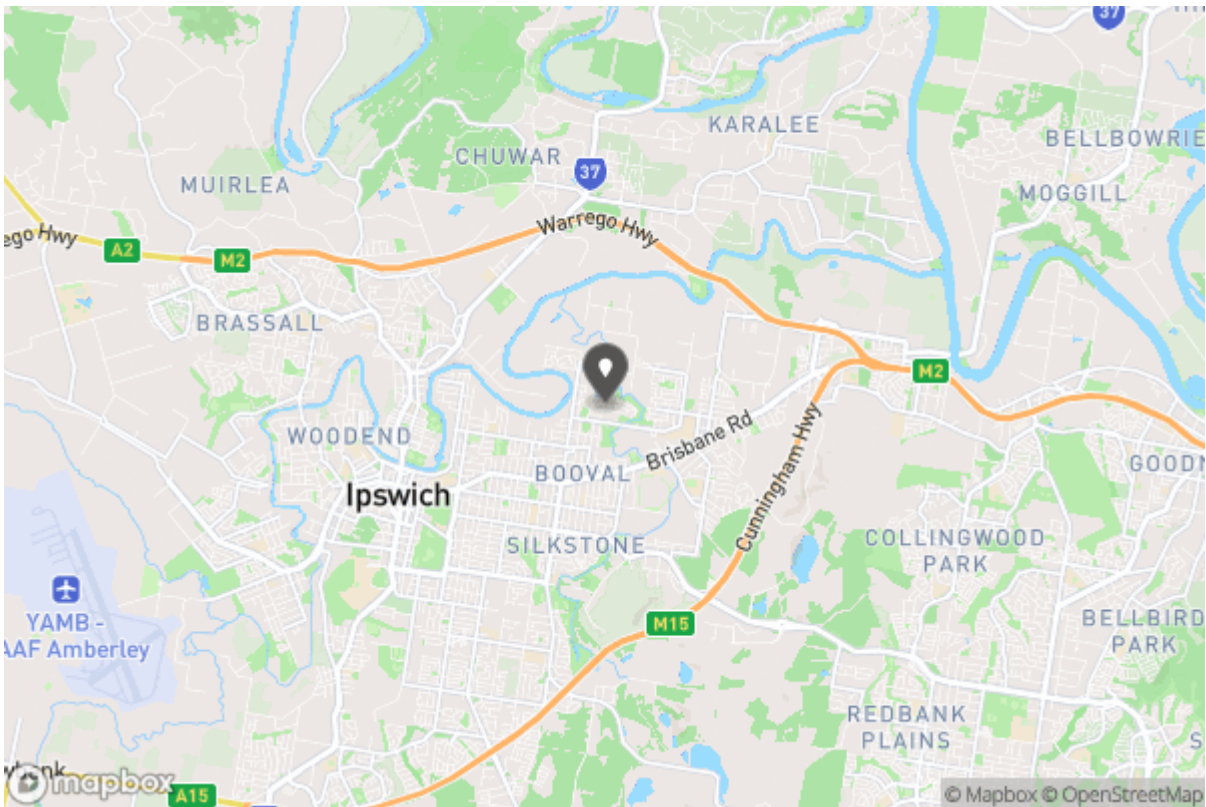 37
KARALEE
BELLBOWRIE
CHUWAR
37
MUIRLEA
MOGGILL
Warrego Hwy
ego Hwy
A2
M2
BRASSALL
M2
WOODEND
Brisbane Rd
BOOVAL
GOODN
Ipswich
Cunningham Hwy
SILKSTONE
COLLINGWOOD
PARK
YAMB -
AAF Amberley
M15
BELLBIRD
PARK
REDBANK
PLAINS
S
mapbox
A15
© Mapbox © OpenStreetMap